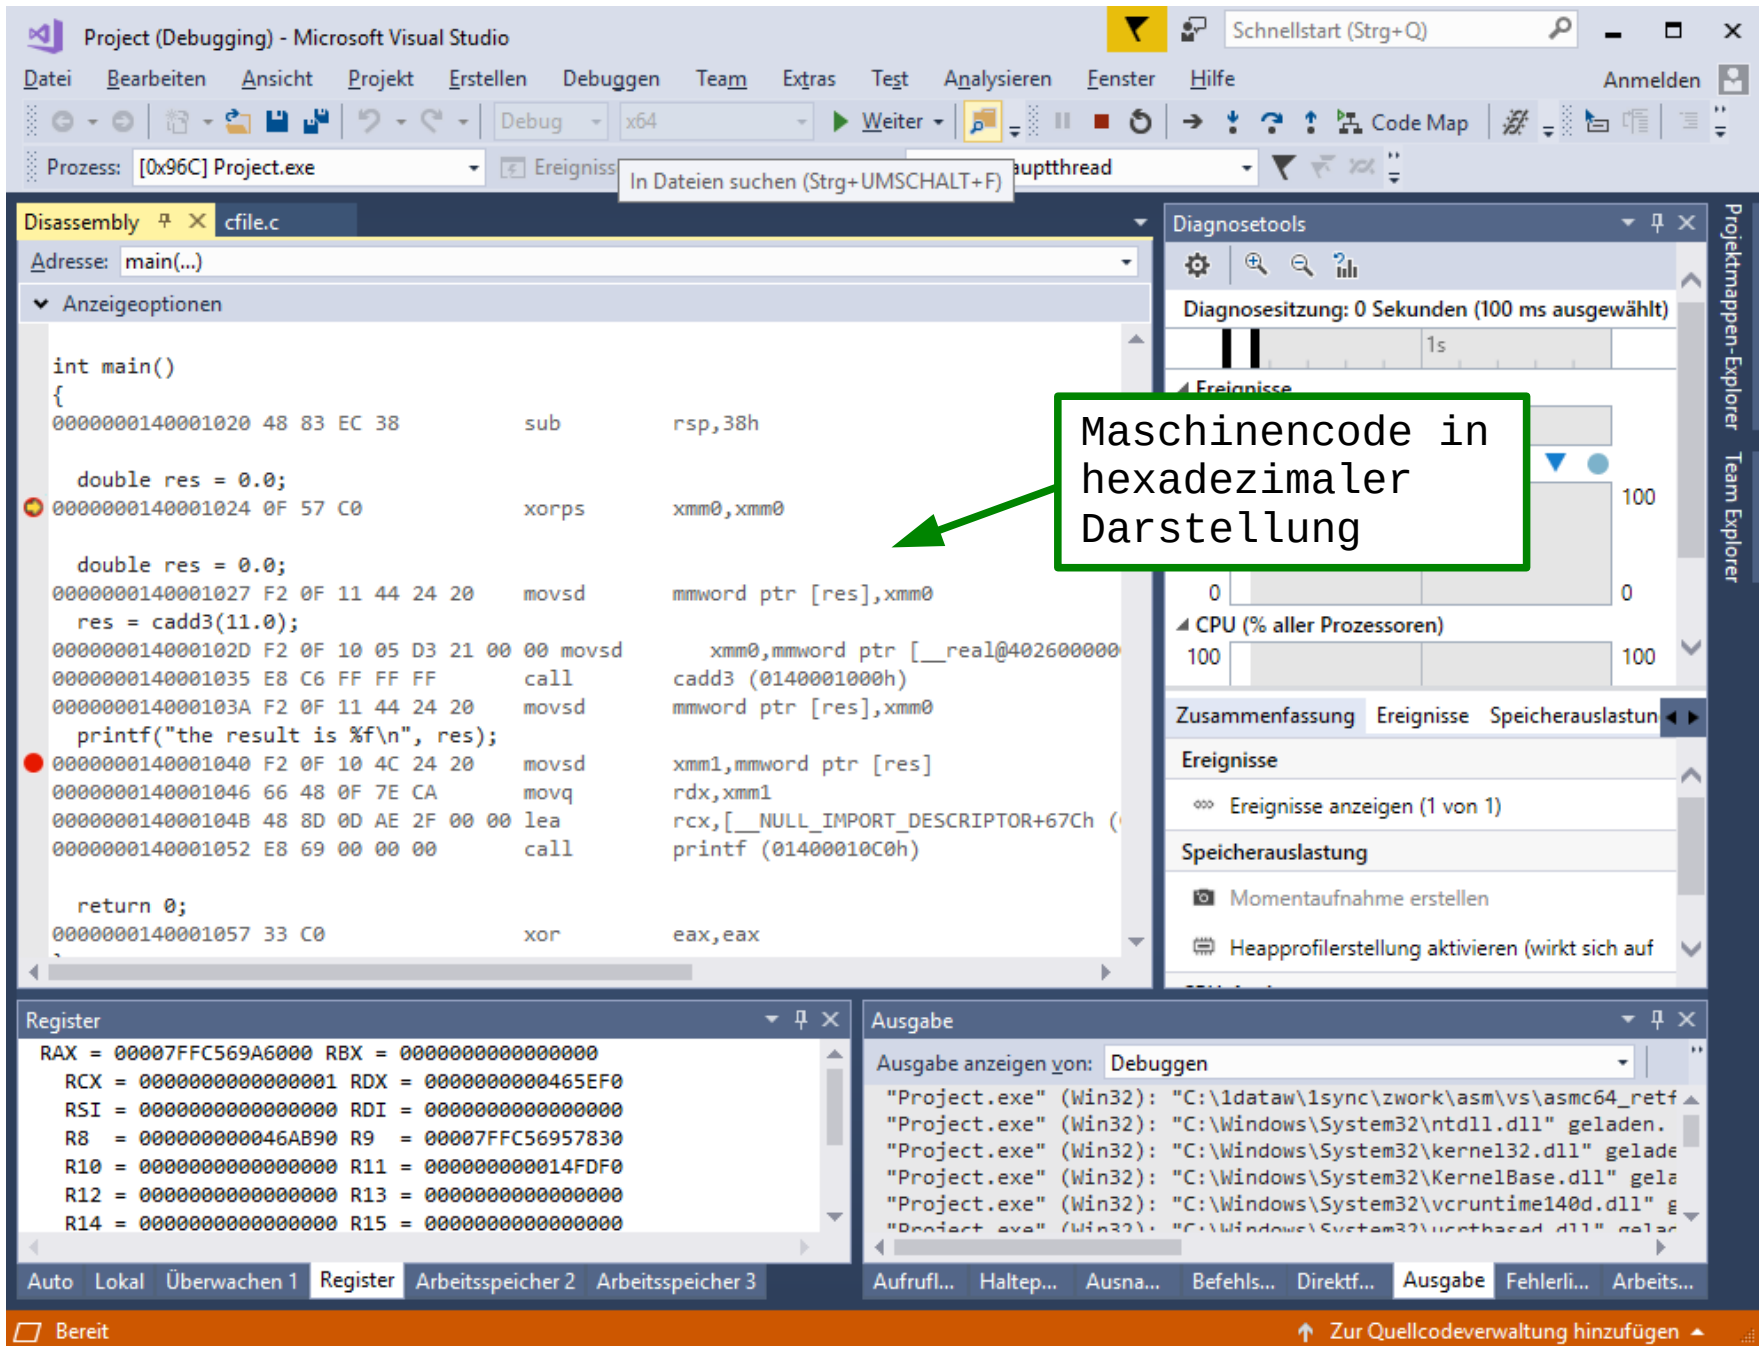 Project (Debugging) - Microsoft Visual Studio
Schnellstart (Strg+Q)
Datei Bearbeiten Ansicht Projekt Erstellen Debuggen Team Extras Test Analysieren Fenster Hilfe Anmelden
Debug x64 Weiter Code Map
Prozess: [0x96C] Project.exe Ereigniss uptthread
In Dateien suchen (Strg+UMSCHALT+F)
Disassembly cfile.c
Adresse: main(...)
Anzeigeoptionen
int main()
{
0000000140001020 48 83 EC 38 sub rsp,38h
double res = 0.0;
0000000140001024 0F 57 C0 xorps xmm0,xmm0
double res = 0.0;
0000000140001027 F2 0F 11 44 24 20 movsd mmword ptr [res],xmm0
res = cadd3(11.0);
000000014000102D F2 0F 10 05 D3 21 00 00 movsd xmm0,mmword ptr [__real@402600000
0000000140001035 E8 C6 FF FF FF call cadd3 (0140001000h)
000000014000103A F2 0F 11 44 24 20 movsd mmword ptr [res],xmm0
printf("the result is %f\n", res);
0000000140001040 F2 0F 10 4C 24 20 movsd xmm1,mmword ptr [res]
0000000140001046 66 48 0F 7E CA movq rdx,xmm1
000000014000104B 48 8D 0D AE 2F 00 00 lea rcx,[__NULL_IMPORT_DESCRIPTOR+67Ch (
0000000140001052 E8 69 00 00 00 call printf (01400010C0h)
return 0;
0000000140001057 33 C0 xor eax,eax
Maschinencode in
hexadezimaler
Darstellung
Diagnosetools
Diagnosesitzung: 0 Sekunden (100 ms ausgewählt)
1s
Ereignisse
100
0 0
CPU (% aller Prozessoren)
100 100
Zusammenfassung Ereignisse Speicherauslastun
Ereignisse
Ereignisse anzeigen (1 von 1)
Speicherauslastung
Momentaufnahme erstellen
Heapprofilerstellung aktivieren (wirkt sich auf
Projektmappen-Explorer
Team Explorer
Register
RAX = 00007FFC569A6000 RBX = 0000000000000000
RCX = 0000000000000001 RDX = 0000000000465EF0
RSI = 0000000000000000 RDI = 0000000000000000
R8 = 000000000046AB90 R9 = 00007FFC56957830
R10 = 0000000000000000 R11 = 000000000014FDF0
R12 = 0000000000000000 R13 = 0000000000000000
R14 = 0000000000000000 R15 = 0000000000000000
Auto Lokal Überwachen 1 Register Arbeitsspeicher 2 Arbeitsspeicher 3
Ausgabe
Ausgabe anzeigen von: Debuggen
"Project.exe" (Win32): "C:\1dataw\1sync\zwork\asm\vs\asmc64_retf
"Project.exe" (Win32): "C:\Windows\System32\ntdll.dll" geladen.
"Project.exe" (Win32): "C:\Windows\System32\kernel32.dll" gelade
"Project.exe" (Win32): "C:\Windows\System32\KernelBase.dll" gela
"Project.exe" (Win32): "C:\Windows\System32\vcruntime140d.dll" g
"Project.exe" (Win32): "C:\Windows\System32\ucrtbased.dll" gelac
Aufrufl... Haltep... Ausna... Befehls... Direktf... Ausgabe Fehlerli... Arbeits...
Bereit
Zur Quellcodeverwaltung hinzufügen